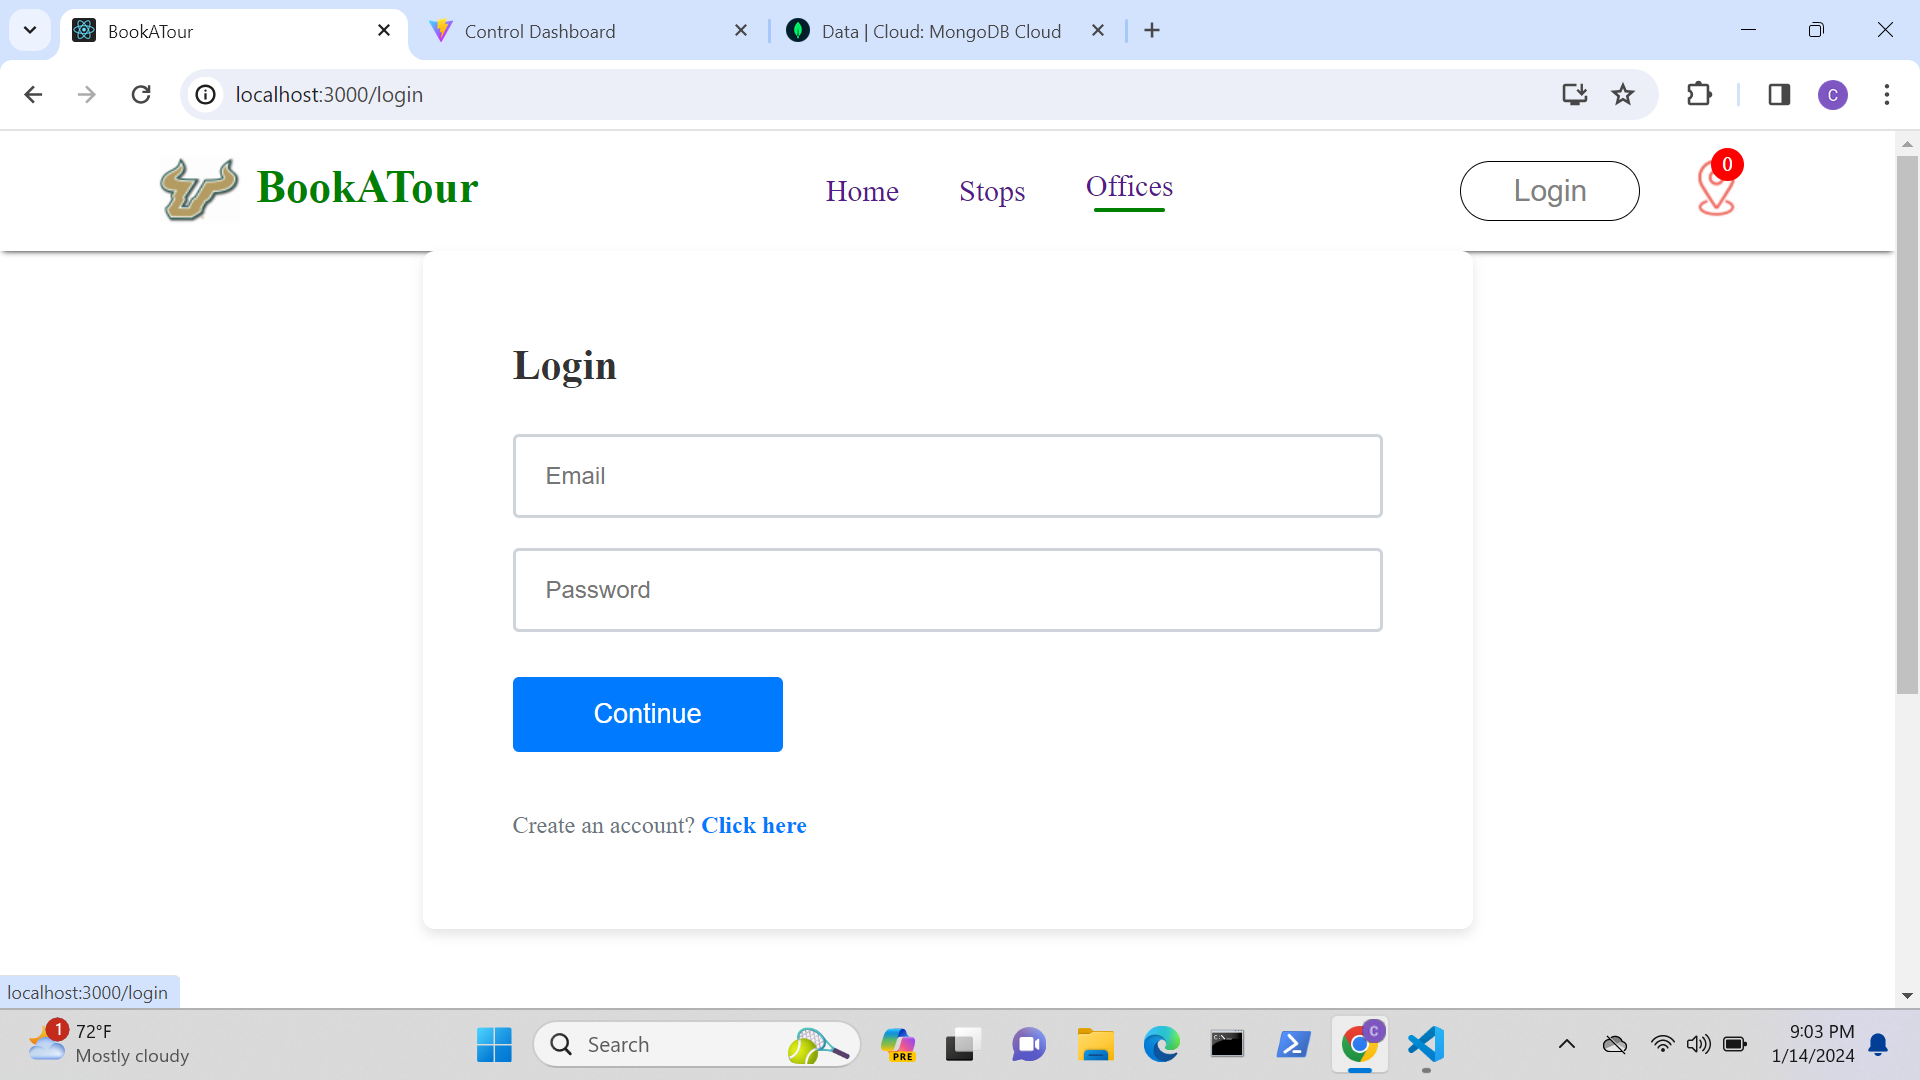 BookATour
Control Dashboard
Data | Cloud: MongoDB Cloud
localhost:3000/login
C
BookATour
Home
Stops
Offices
Login
0
Login
Email
Password
Continue
Create an account? Click here
localhost:3000/login
1
72°F
Mostly cloudy
Search
PRE
C
9:03 PM
1/14/2024